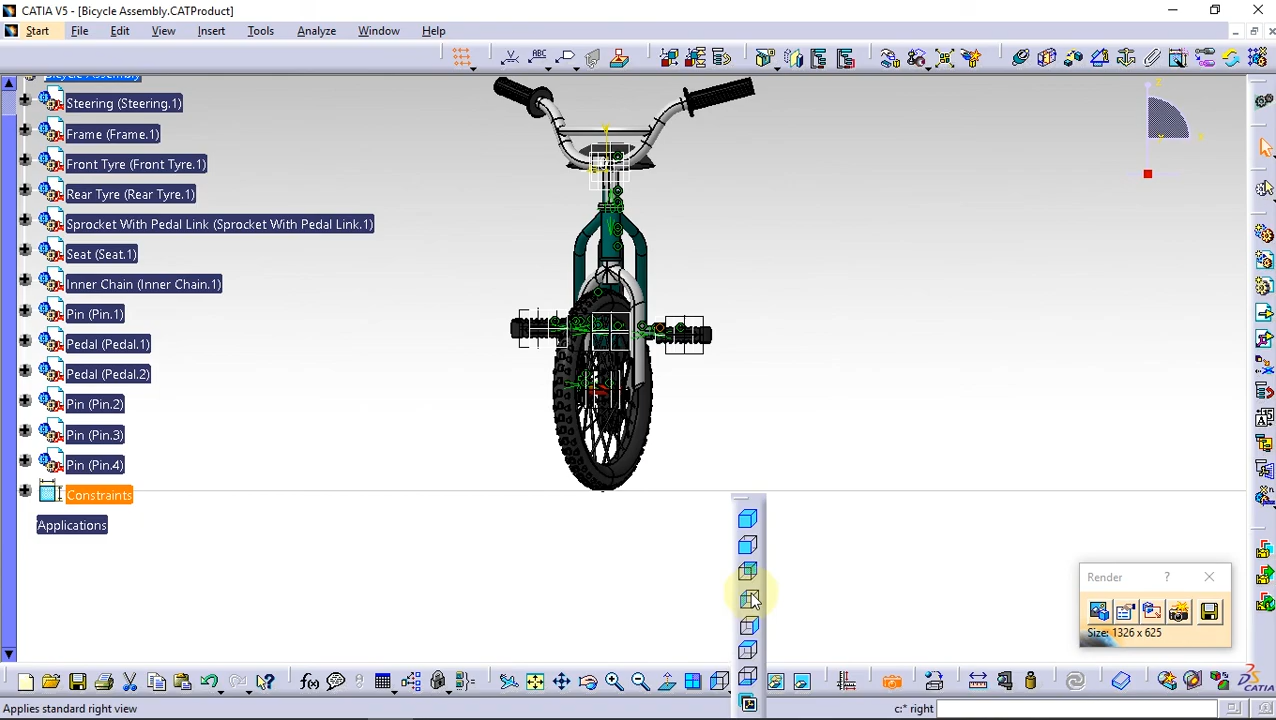 CATIA V5 - [Bicycle Assembly.CATProduct]
Start File Edit View Insert Tools Analyze Window Help
ABC
Bicycle Assembly
Steering (Steering.1)
Frame (Frame.1)
Front Tyre (Front Tyre.1)
Rear Tyre (Rear Tyre.1)
Sprocket With Pedal Link (Sprocket With Pedal Link.1)
Seat (Seat.1)
Inner Chain (Inner Chain.1)
Pin (Pin.1)
Pedal (Pedal.1)
Pedal (Pedal.2)
Pin (Pin.2)
Pin (Pin.3)
Pin (Pin.4)
Constraints
Applications
Render ?
Size: 1326 x 625
f(x)
CATIA
Applies standard right view
c:* right